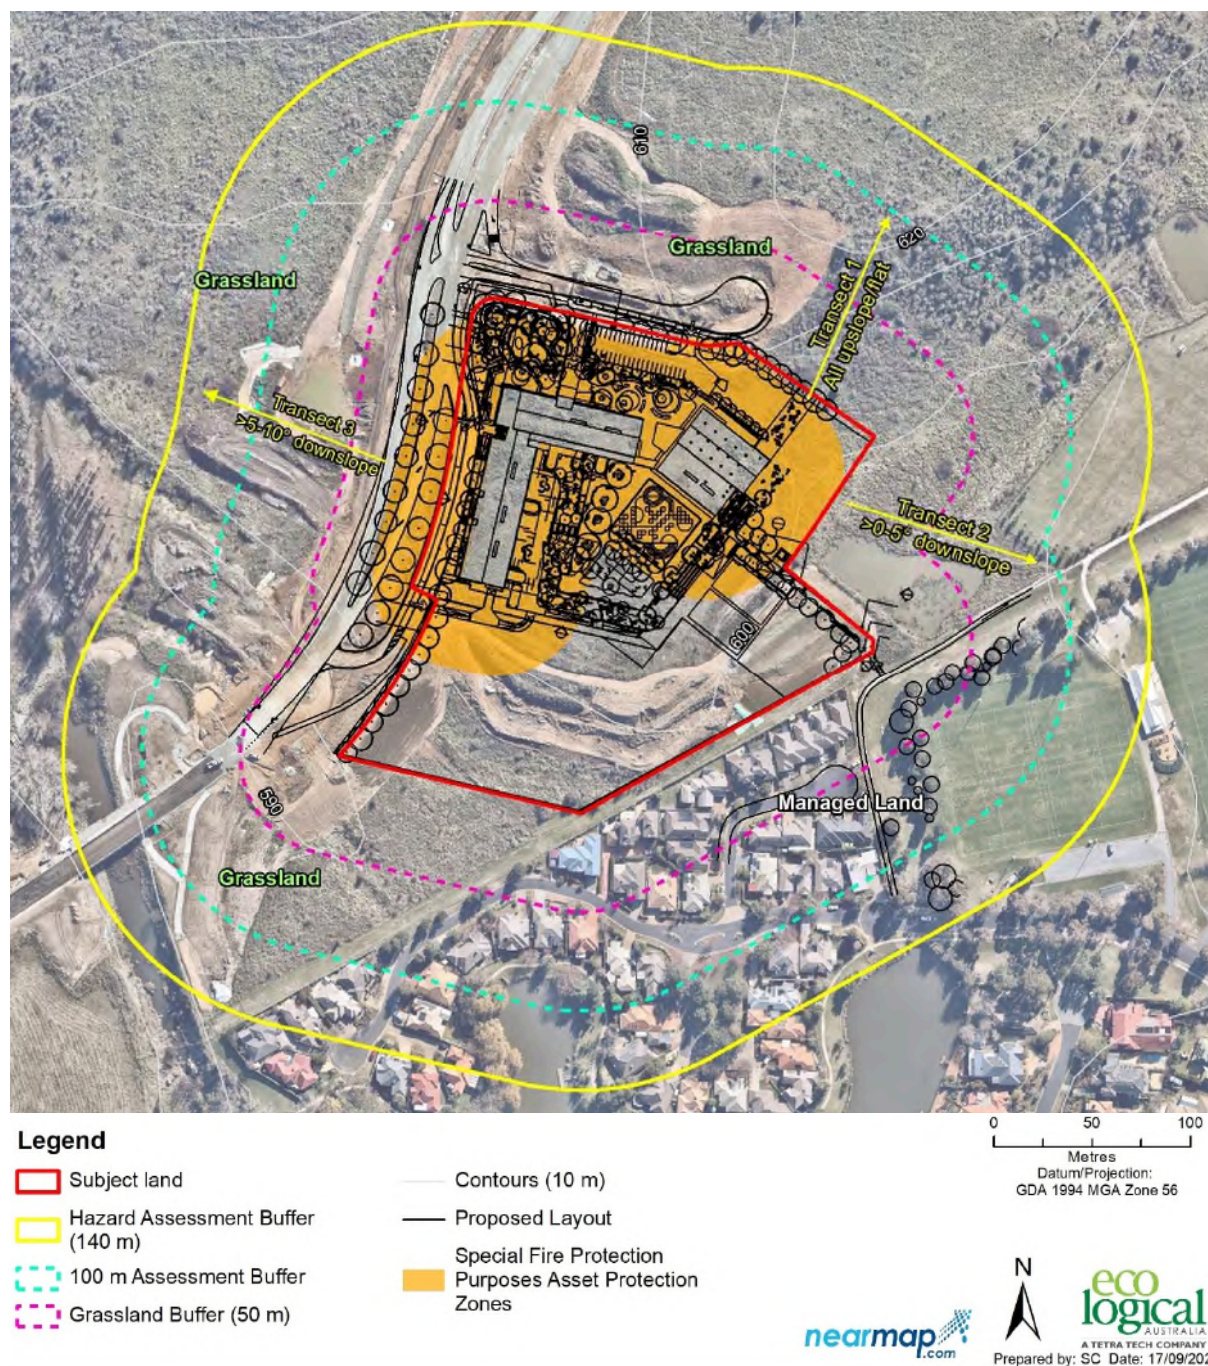 610
620
Grassland
Transect 1
All upslope/flat
Grassland
Transect 3
>5-10° downslope
Transect 2
>0-5° downslope
600
590
Managed Land
Grassland
Legend
Subject land
Hazard Assessment Buffer
(140 m)
100 m Assessment Buffer
Grassland Buffer (50 m)
Contours (10 m)
Proposed Layout
Special Fire Protection
Purposes Asset Protection
Zones
0 50 100
Metres
Datum/Projection:
GDA 1994 MGA Zone 56
N
nearmap
.com
eco
logical
AUSTRALIA
A TETRA TECH COMPANY
Prepared by: SC Date: 17/09/202